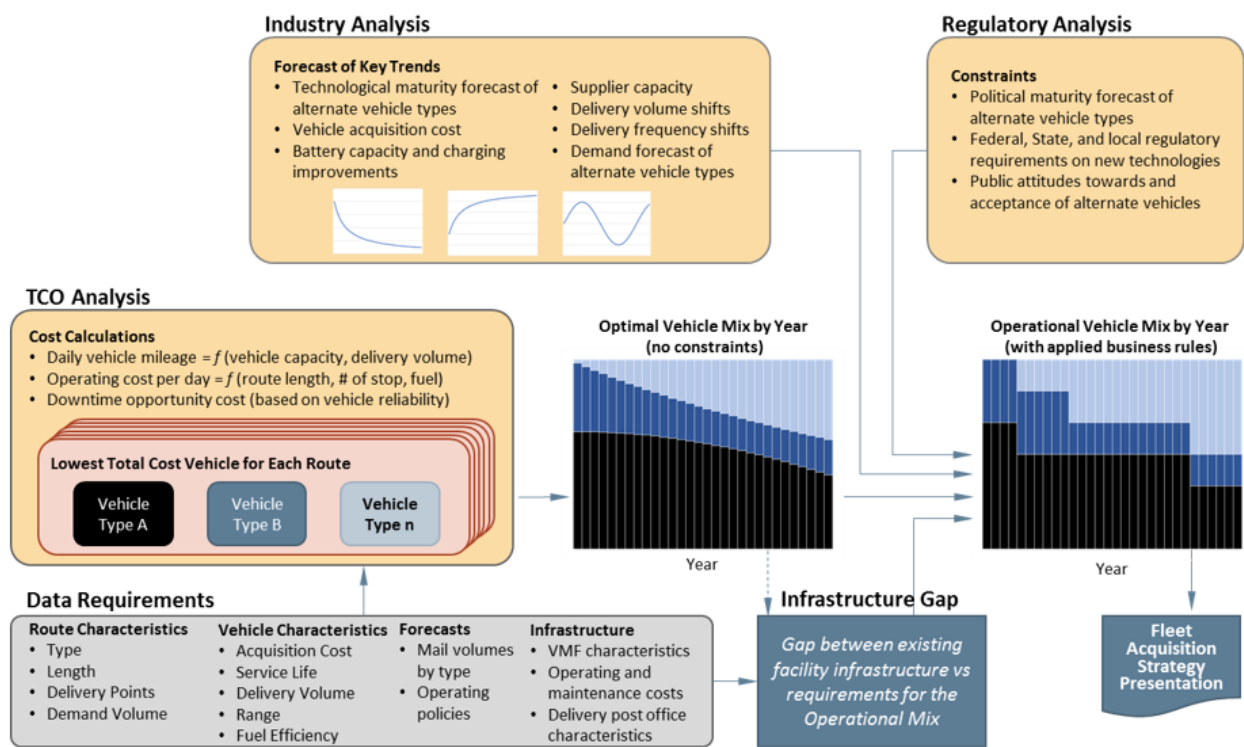 Industry Analysis
Forecast of Key Trends
• Technological maturity forecast of
alternate vehicle types
• Vehicle acquisition cost
• Battery capacity and charging
improvements
• Supplier capacity
• Delivery volume shifts
• Delivery frequency shifts
• Demand forecast of
alternate vehicle types
Regulatory Analysis
Constraints
• Political maturity forecast of
alternate vehicle types
• Federal, State, and local regulatory
requirements on new technologies
• Public attitudes towards and
acceptance of alternate vehicles
TCO Analysis
Cost Calculations
• Daily vehicle mileage = f (vehicle capacity, delivery volume)
• Operating cost per day = f (route length, # of stop, fuel)
• Downtime opportunity cost (based on vehicle reliability)
Lowest Total Cost Vehicle for Each Route
Vehicle
Type A
Vehicle
Type B
Vehicle
Type n
Optimal Vehicle Mix by Year
(no constraints)
Year
Operational Vehicle Mix by Year
(with applied business rules)
Year
Data Requirements
Route Characteristics
• Type
• Length
• Delivery Points
• Demand Volume
Vehicle Characteristics
• Acquisition Cost
• Service Life
• Delivery Volume
• Range
• Fuel Efficiency
Forecasts
• Mail volumes
by type
• Operating
policies
Infrastructure
• VMF characteristics
• Operating and
maintenance costs
• Delivery post office
characteristics
Infrastructure Gap
Gap between existing
facility infrastructure vs
requirements for the
Operational Mix
Fleet
Acquisition
Strategy
Presentation